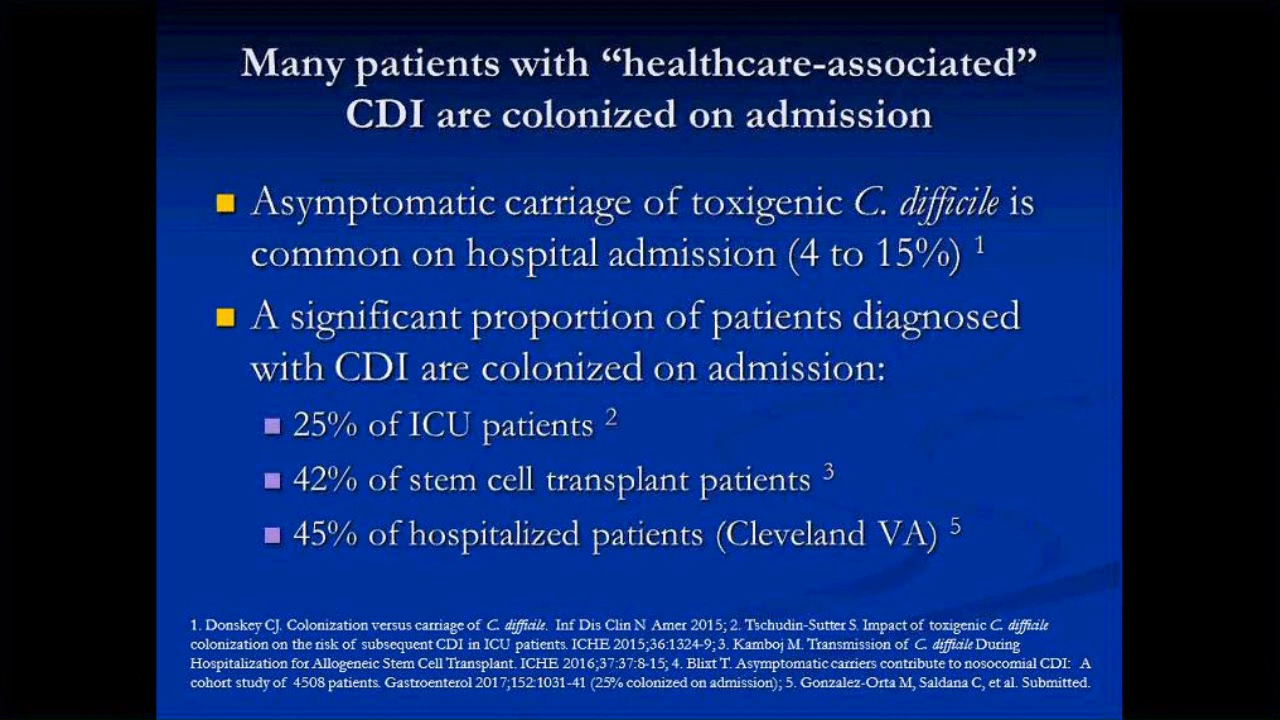 Many patients with “healthcare-associated”
CDI are colonized on admission
Asymptomatic carriage of toxigenic C. difficile is
common on hospital admission (4 to 15%) 1
A significant proportion of patients diagnosed
with CDI are colonized on admission:
25% of ICU patients 2
42% of stem cell transplant patients 3
45% of hospitalized patients (Cleveland VA) 5
1. Donskey CJ. Colonization versus carriage of C. difficile. Inf Dis Clin N Amer 2015; 2. Tschudin-Sutter S. Impact of toxigenic C. difficile
colonization on the risk of subsequent CDI in ICU patients. ICHE 2015;36:1324-9; 3. Kamboj M. Transmission of C. difficile During
Hospitalization for Allogeneic Stem Cell Transplant. ICHE 2016;37:37:8-15; 4. Blixt T. Asymptomatic carriers contribute to nosocomial CDI: A
cohort study of 4508 patients. Gastroenterol 2017;152:1031-41 (25% colonized on admission); 5. Gonzalez-Orta M, Saldana C, et al. Submitted.